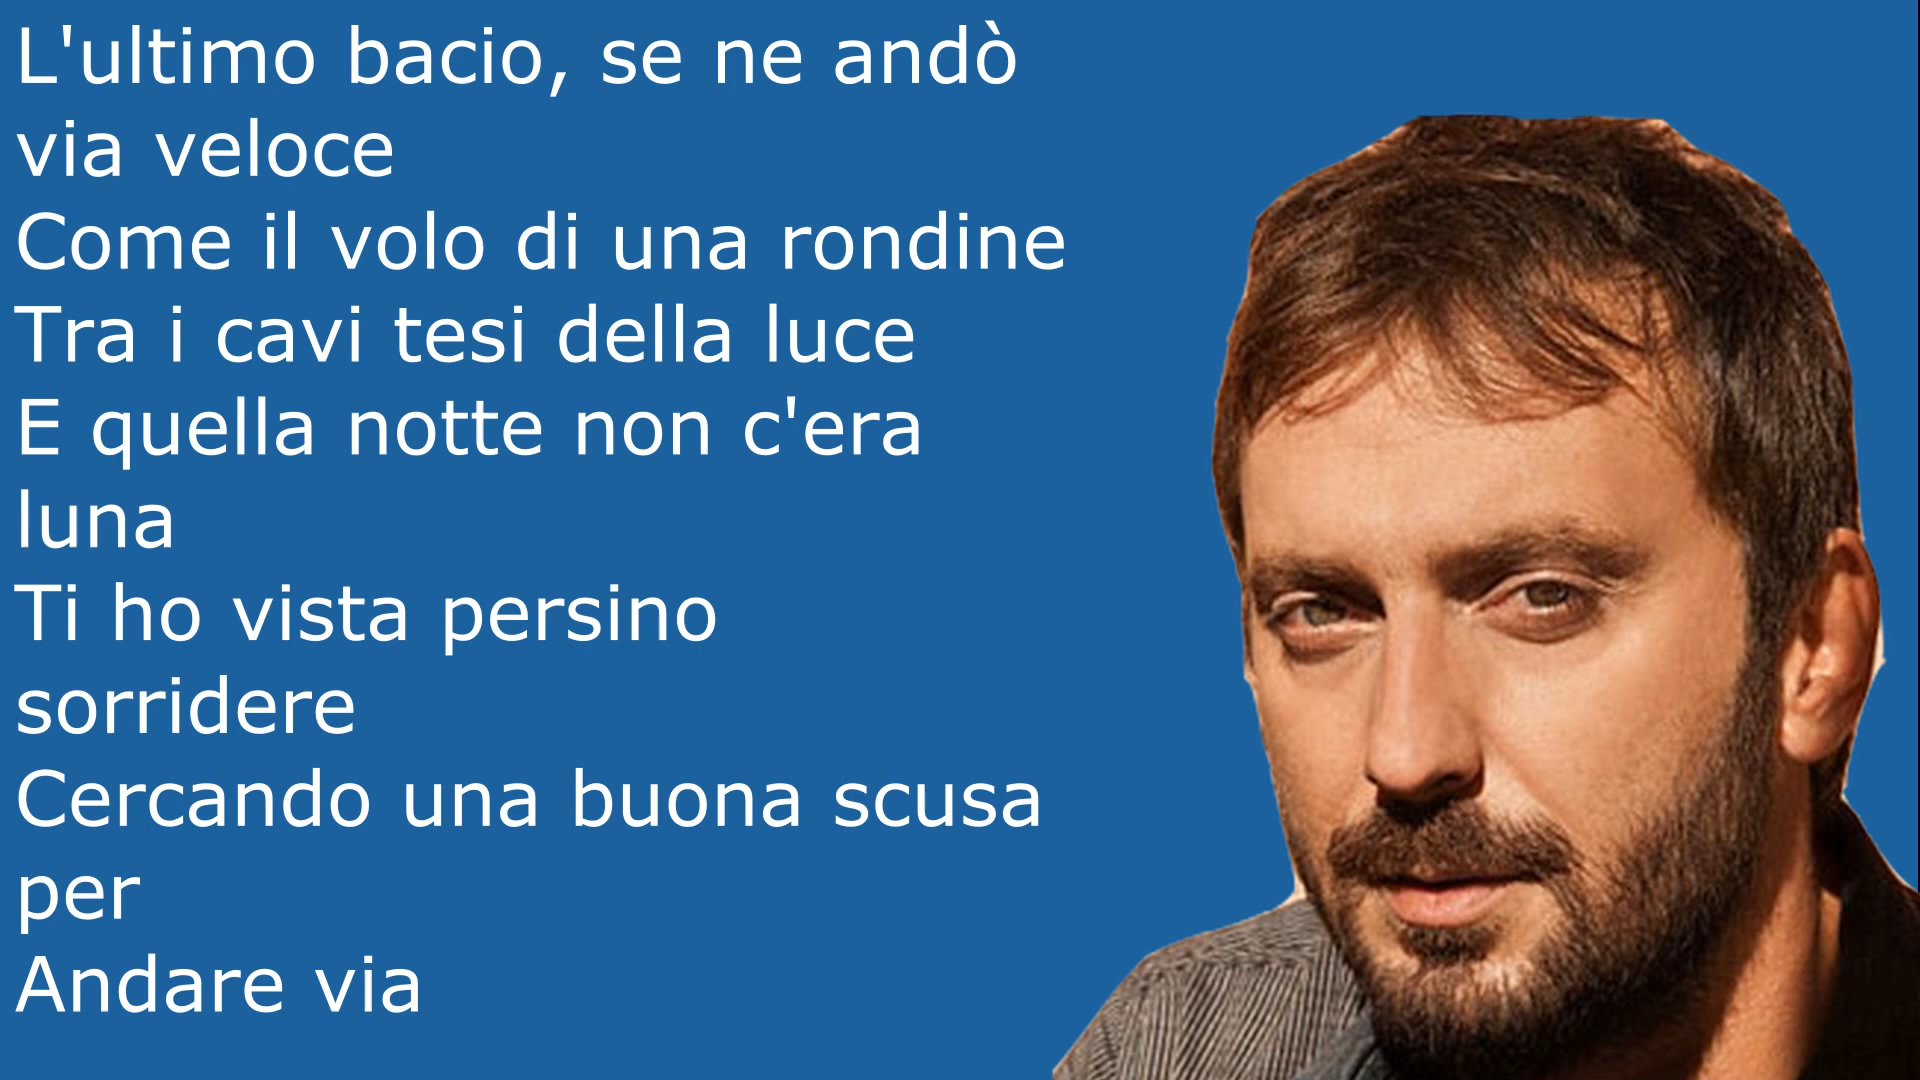 L'ultimo bacio, se ne andò
via veloce
Come il volo di una rondine
Tra i cavi tesi della luce
E quella notte non c'era
luna
Ti ho vista persino
sorridere
Cercando una buona scusa
per
Andare via